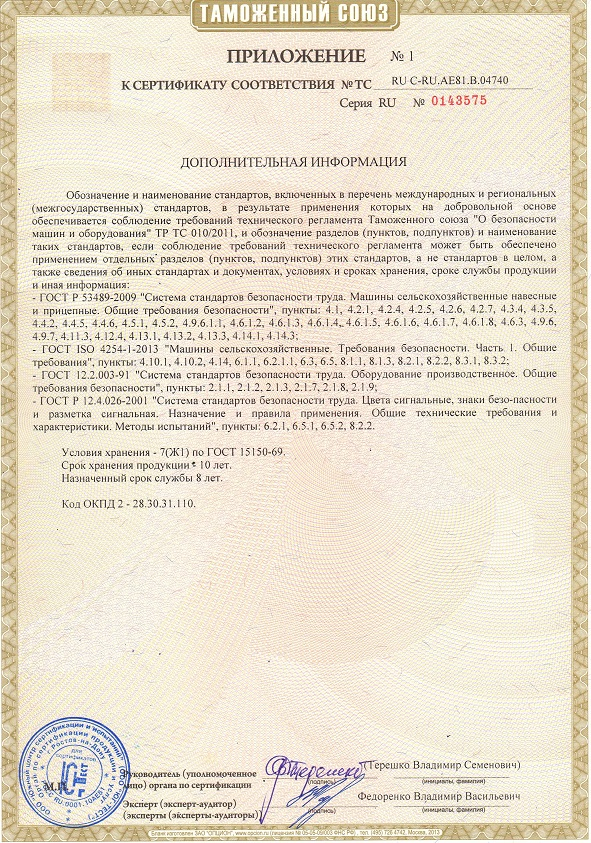 ТАМОЖЕННЫЙ СОЮЗ
ПРИЛОЖЕНИЕ № 1
К СЕРТИФИКАТУ СООТВЕТСТВИЯ № ТС RU C-RU.АЕ81.В.04740
Серия RU № 0143575
ДОПОЛНИТЕЛЬНАЯ ИНФОРМАЦИЯ
Обозначение и наименование стандартов, включенных в перечень международных и региональных
(межгосударственных) стандартов, в результате применения которых на добровольной основе
обеспечивается соблюдение требований технического регламента Таможенного союза "О безопасности
машин и оборудования" ТР ТС 010/2011, и обозначение разделов (пунктов, подпунктов) и наименование
таких стандартов, если соблюдение требований технического регламента может быть обеспечено
применением отдельных разделов (пунктов, подпунктов) этих стандартов, а не стандартов в целом, а
также сведения об иных стандартах и документах, условиях и сроках хранения, сроке службы продукции
и иная информация:
- ГОСТ Р 53489-2009 "Система стандартов безопасности труда. Машины сельскохозяйственные навесные
и прицепные. Общие требования безопасности", пункты: 4.1, 4.2.1, 4.2.4, 4.2.5, 4.2.6, 4.2.7, 4.3.4, 4.3.5,
4.4.2, 4.4.5, 4.4.6, 4.5.1, 4.5.2, 4.9.6.1.1, 4.6.1.2, 4.6.1.3, 4.6.1.4, 4.6.1.5, 4.6.1.6, 4.6.1.7, 4.6.1.8, 4.6.3, 4.9.6,
4.9.7, 4.11.3, 4.12.4, 4.13.1, 4.13.2, 4.13.3, 4.14.1, 4.14.3;
- ГОСТ ISO 4254-1-2013 "Машины сельскохозяйственные. Требования безопасности. Часть 1. Общие
требования", пункты: 4.10.1, 4.10.2, 4.14, 6.1.1, 6.2.1.1, 6.3, 6.5, 8.1.1, 8.1.3, 8.2.1, 8.2.2, 8.3.1, 8.3.2;
- ГОСТ 12.2.003-91 "Система стандартов безопасности труда. Оборудование производственное. Общие
требования безопасности", пункты: 2.1.1, 2.1.2, 2.1.3, 2.1.7, 2.1.8, 2.1.9;
- ГОСТ Р 12.4.026-2001 "Система стандартов безопасности труда. Цвета сигнальные, знаки безо-пасности
и разметка сигнальная. Назначение и правила применения. Общие технические требования и
характеристики. Методы испытаний", пункты: 6.2.1, 6.5.1, 6.5.2, 8.2.2.
Условия хранения - 7(Ж1) по ГОСТ 15150-69.
Срок хранения продукции - 10 лет.
Назначенный срок службы 8 лет.
Код ОКПД 2 - 28.30.31.110.
М.П.
Руководитель (уполномоченное
лицо) органа по сертификации
(подпись)
(Терешко Владимир Семенович)
(инициалы, фамилия)
Эксперт (эксперт-аудитор)
(эксперты (эксперты-аудиторы))
(подпись)
Федоренко Владимир Васильевич
(инициалы, фамилия)
Бланк изготовлен ЗАО "ОПЦИОН", www.opcion.ru (лицензия № 05-05-09/003 ФНС РФ), тел. (495) 726 4742, Москва, 2013